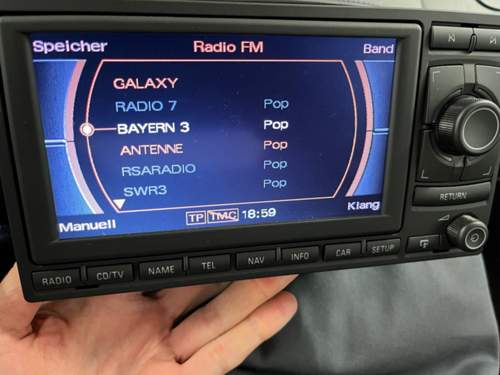 Speicher Radio FM Band
GALAXY
RADIO 7 Pop
BAYERN 3 Pop
ANTENNE Pop
RSARADIO Pop
SWR3 Pop
Manuell TP TMC 18:59 Klang
RETURN
RADIO CD/TV NAME TEL NAV INFO CAR SETUP